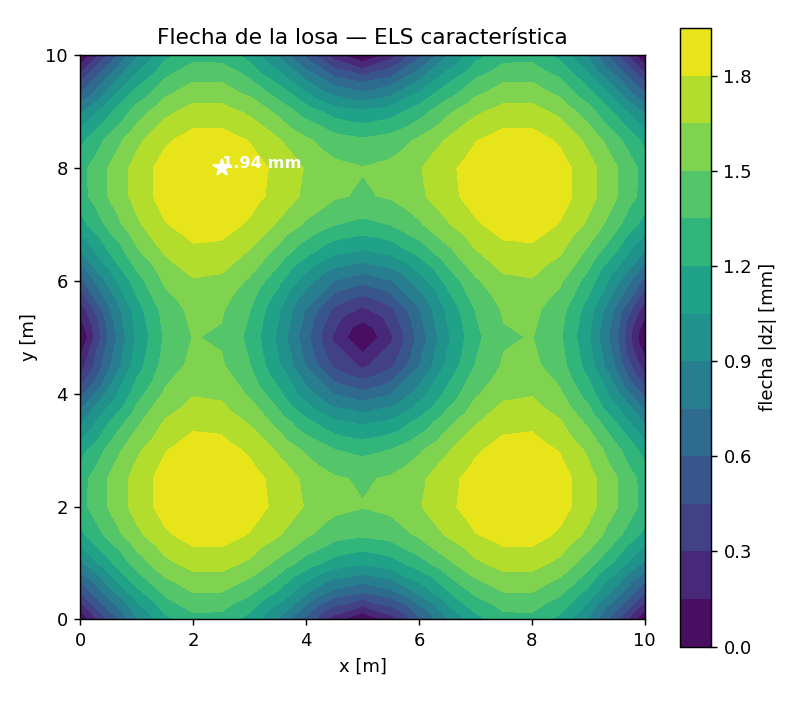 Flecha de la losa — ELS característica
10
8
6
4
2
0
y [m]
1.94 mm
0 2 4 6 8 10
x [m]
1.8
1.5
1.2
0.9
0.6
0.3
0.0
flecha |dz| [mm]